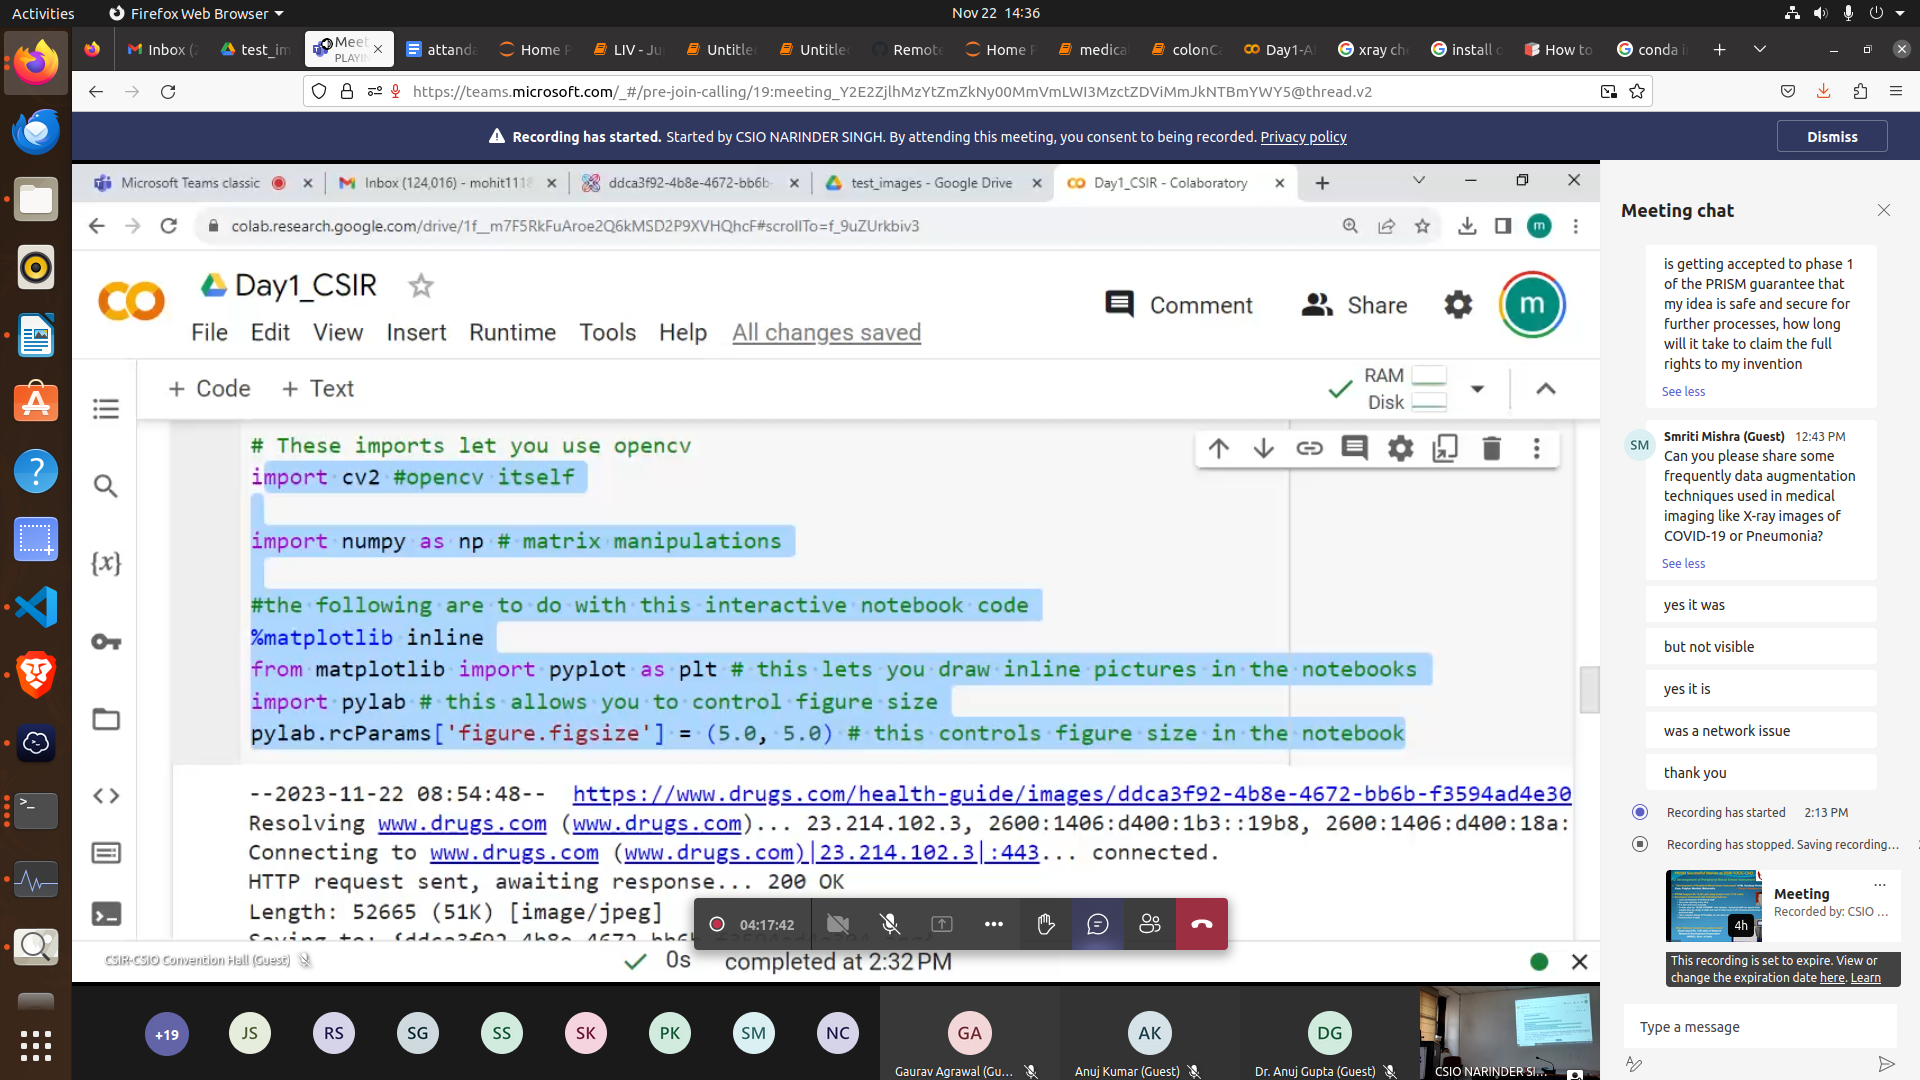 Activities
Firefox Web Browser
Nov 22 14:36
Inbox (
test_im
Meet
PLAYIN
attanda
Home P
LIV - Ju
Untitle
Untitle
Remote
Home P
medica
colonCa
Day1-A
xray che
install o
How to
conda i
https://teams.microsoft.com/_#/pre-join-calling/19:meeting_Y2E2ZjlhMzYtZmZkNy00MmVmLWI3MzctZDViMmJkNTBmYWY5@thread.v2
Recording has started. Started by CSIO NARINDER SINGH. By attending this meeting, you consent to being recorded. Privacy policy
Dismiss
Microsoft Teams classic
Inbox (124,016) - mohit1118
ddca3f92-4b8e-4672-bb6b-
test_images - Google Drive
Day1_CSIR - Colaboratory
colab.research.google.com/drive/1f__m7F5RkFuAroe2Q6kMSD2P9XVHQhcF#scrollTo=f_9uZUrkbiv3
m
Day1_CSIR
Comment
Share
m
File Edit View Insert Runtime Tools Help All changes saved
+ Code + Text
RAM
Disk
# These imports let you use opencv
import cv2 #opencv itself
import numpy as np # matrix manipulations
#the following are to do with this interactive notebook code
%matplotlib inline
from matplotlib import pyplot as plt # this lets you draw inline pictures in the notebooks
import pylab # this allows you to control figure size
pylab.rcParams['figure.figsize'] = (5.0, 5.0) # this controls figure size in the notebook
--2023-11-22 08:54:48-- https://www.drugs.com/health-guide/images/ddca3f92-4b8e-4672-bb6b-f3594ad4e30
Resolving www.drugs.com (www.drugs.com)... 23.214.102.3, 2600:1406:d400:1b3::19b8, 2600:1406:d400:18a:
Connecting to www.drugs.com (www.drugs.com)|23.214.102.3|:443... connected.
HTTP request sent, awaiting response... 200 OK
Length: 52665 (51K) [image/jpeg]
04:17:42
CSIR-CSIO Convention Hall (Guest)
0s completed at 2:32 PM
+19
JS
RS
SG
SS
SK
PK
SM
NC
GA
Gaurav Agrawal (Gu...
AK
Anuj Kumar (Guest)
DG
Dr. Anuj Gupta (Guest)
CSIO NARINDER SI...
Meeting chat
is getting accepted to phase 1
of the PRISM guarantee that
my idea is safe and secure for
further processes, how long
will it take to claim the full
rights to my invention
See less
SM
Smriti Mishra (Guest) 12:43 PM
Can you please share some
frequently data augmentation
techniques used in medical
imaging like X-ray images of
COVID-19 or Pneumonia?
See less
yes it was
but not visible
yes it is
was a network issue
thank you
Recording has started 2:13 PM
Recording has stopped. Saving recording...
4h
Meeting
Recorded by: CSIO ...
This recording is set to expire. View or
change the expiration date here. Learn
Type a message